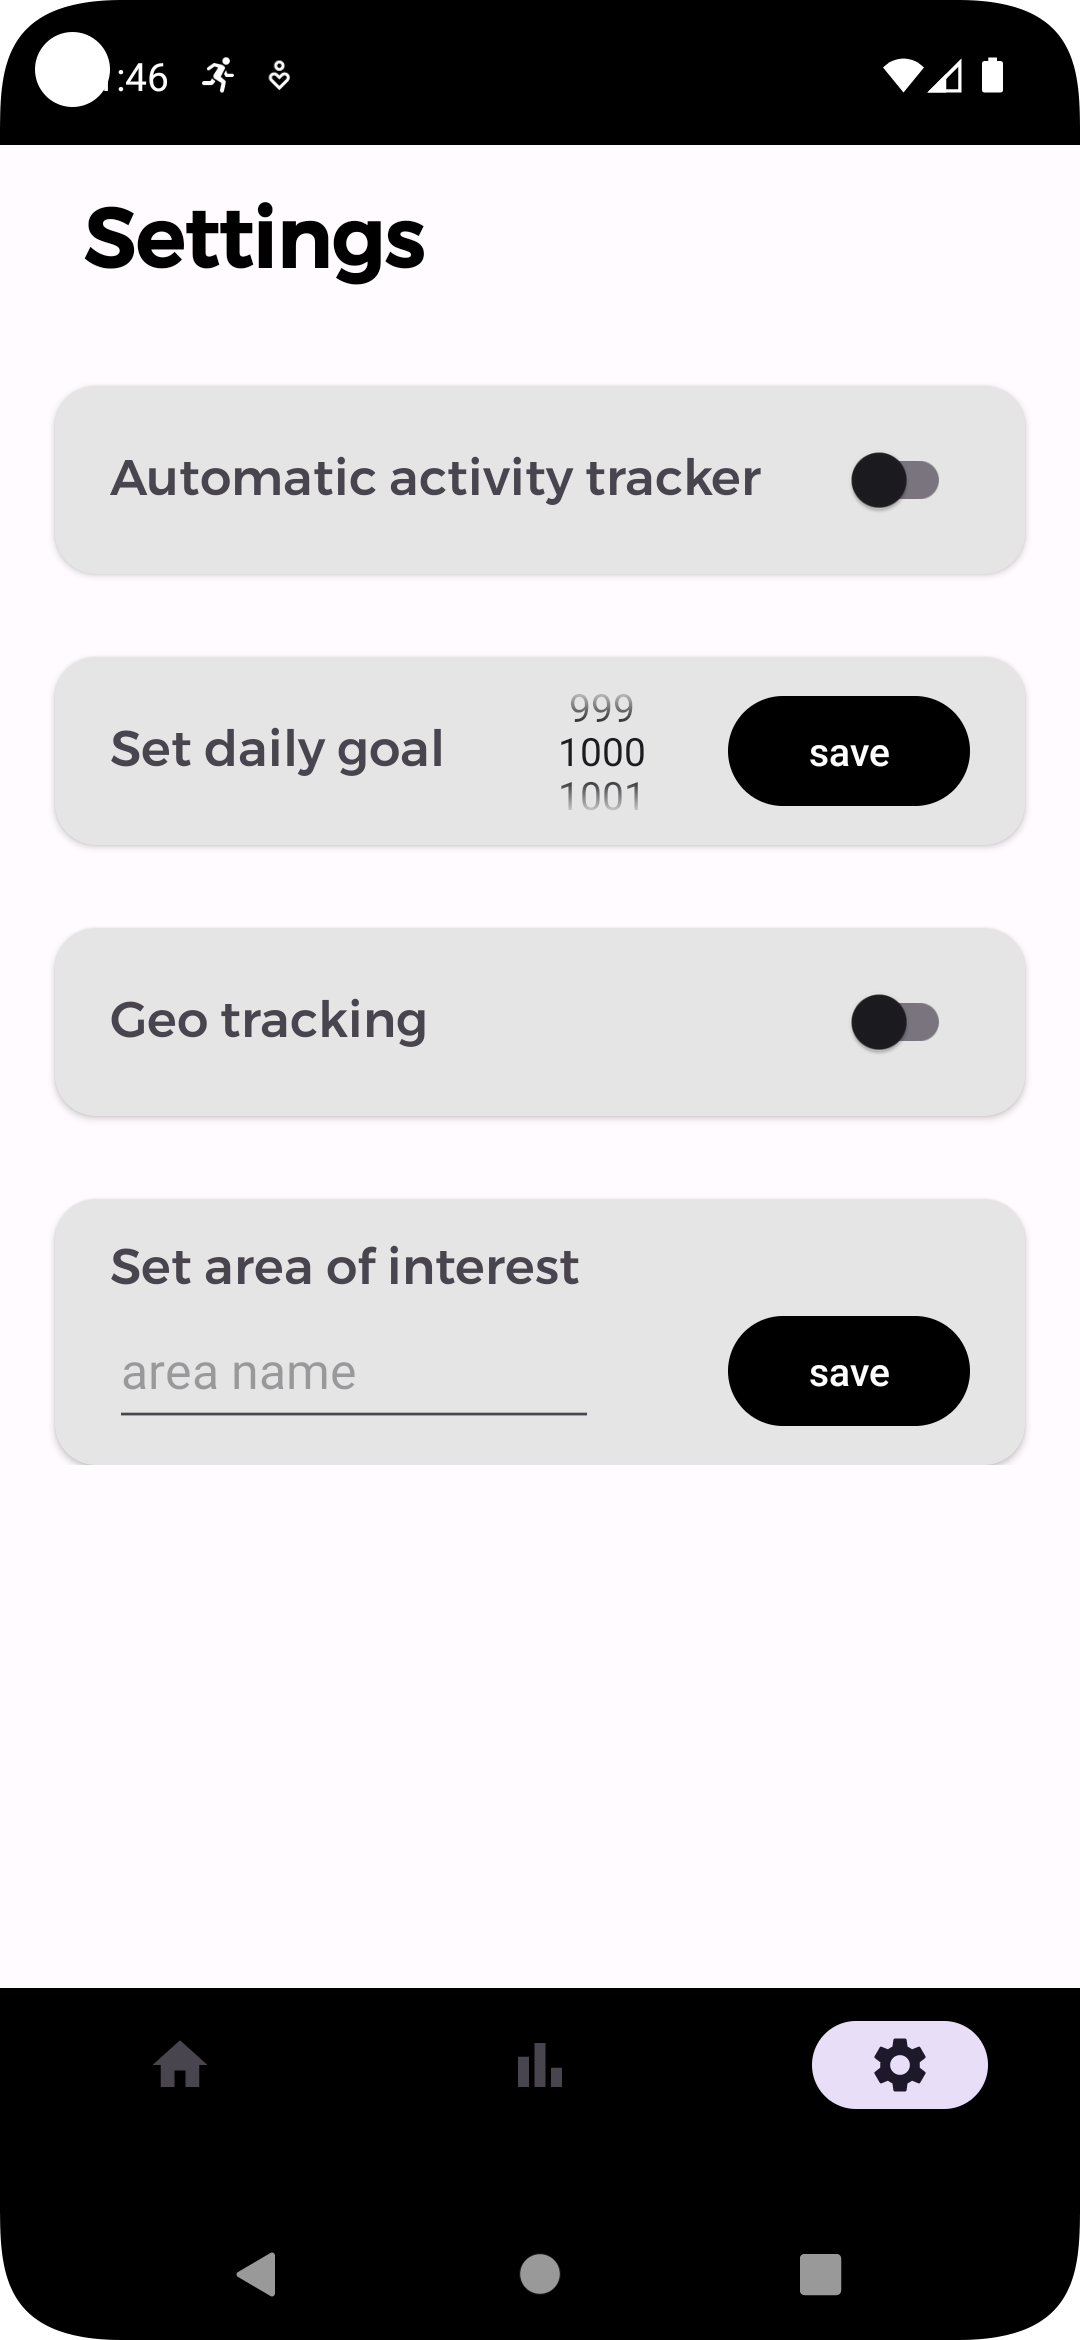 :46
Settings
Automatic activity tracker
999
Set daily goal 1000 save
1001
Geo tracking
Set area of interest
area name save